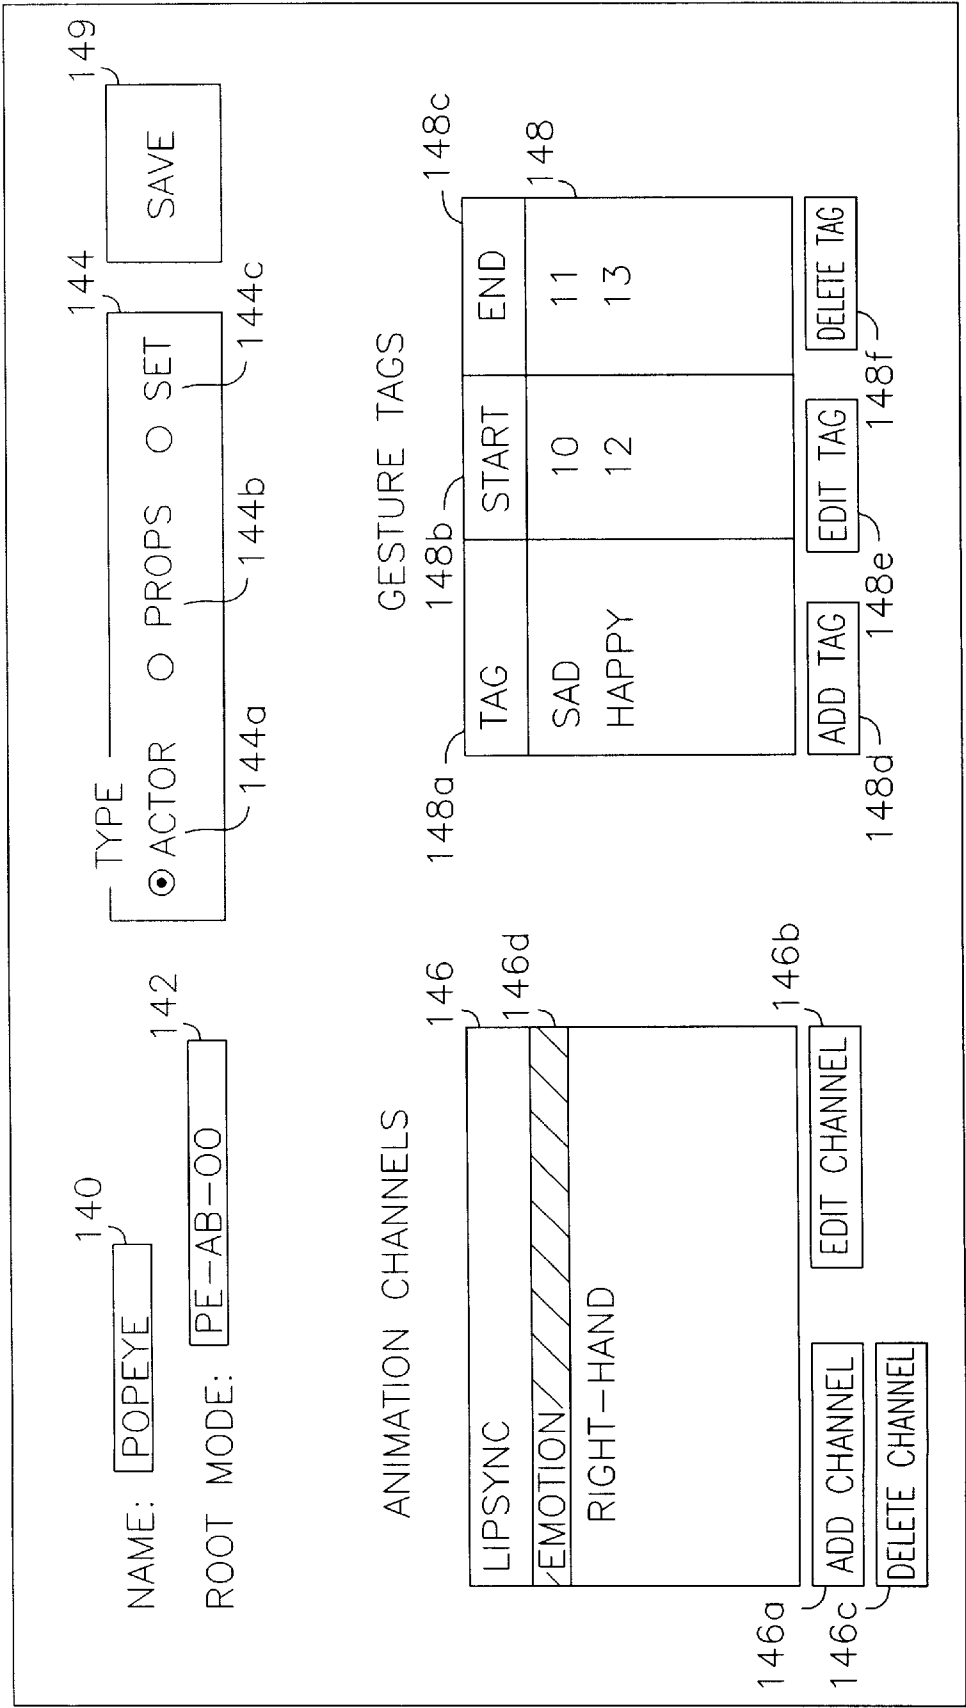 140
142
144
149
NAME: POPEYE
TYPE
ACTOR PROPS SET
SAVE
ROOT MODE: PE-AB-00
144a
144b
144c
ANIMATION CHANNELS
146
LIPSYNC
146d
EMOTION
RIGHT-HAND
146a
ADD CHANNEL
EDIT CHANNEL
146b
146c
DELETE CHANNEL
GESTURE TAGS
148a
148b
148c
TAG START END
148
SAD 10 11
HAPPY 12 13
ADD TAG
EDIT TAG
DELETE TAG
148d
148e
148f